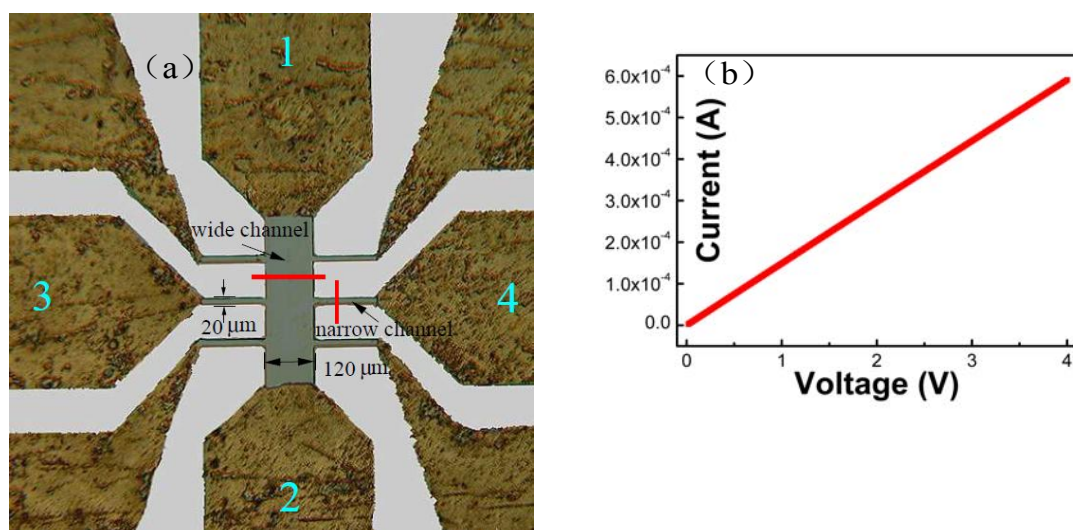 （a）
1
wide channel
3
4
20 μm
narrow channel
120 μm
2
（b）
6.0x10⁻⁴
5.0x10⁻⁴
4.0x10⁻⁴
3.0x10⁻⁴
2.0x10⁻⁴
1.0x10⁻⁴
0.0
Current (A)
0 1 2 3 4
Voltage (V)